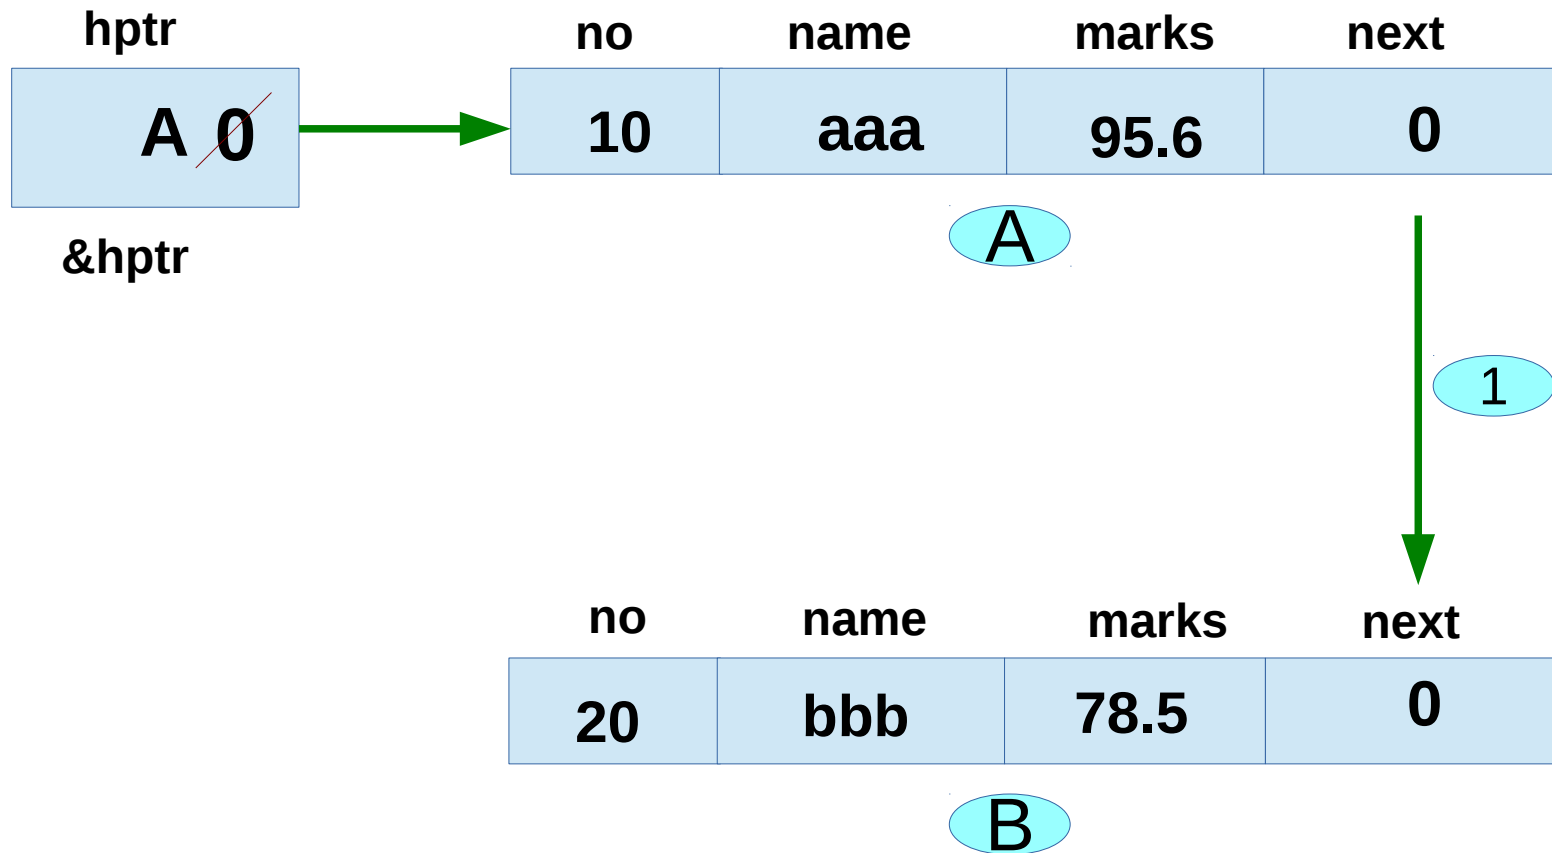 hptr
no name marks next
A 0
10 aaa 95.6 0
A
&hptr
1
no name marks next
20 bbb 78.5 0
B